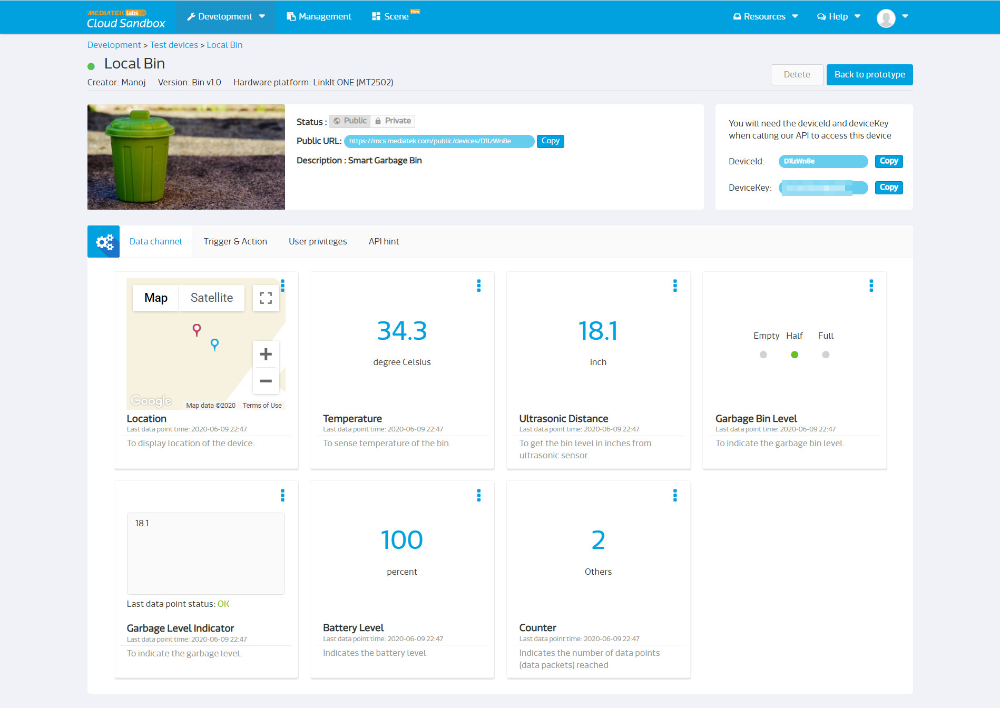 MEDIATEK labs
Cloud Sandbox
Development
Management
Scene
New
Resources
Help
Development > Test devices > Local Bin
Local Bin
Creator: Manoj Version: Bin v1.0 Hardware platform: LinkIt ONE (MT2502)
Delete
Back to prototype
Status : Public Private
Public URL: https://mcs.mediatek.com/public/devices/D1lzWn8e Copy
Description : Smart Garbage Bin
You will need the deviceId and deviceKey
when calling our API to access this device
DeviceId: D1lzWn8e Copy
DeviceKey: Copy
Data channel
Trigger & Action
User privileges
API hint
Map Satellite
Google
Map data ©2020 Terms of Use
Location
Last data point time: 2020-06-09 22:47
To display location of the device.
34.3
degree Celsius
Temperature
Last data point time: 2020-06-09 22:47
To sense temperature of the bin.
18.1
inch
Ultrasonic Distance
Last data point time: 2020-06-09 22:47
To get the bin level in inches from
ultrasonic sensor.
Empty Half Full
Garbage Bin Level
Last data point time: 2020-06-09 22:47
To indicate the garbage bin level.
18.1
Last data point status: OK
Garbage Level Indicator
Last data point time: 2020-06-09 22:47
To indicate the garbage level.
100
percent
Battery Level
Last data point time: 2020-06-09 22:47
Indicates the battery level
2
Others
Counter
Last data point time: 2020-06-09 22:47
Indicates the number of data points
(data packets) reached